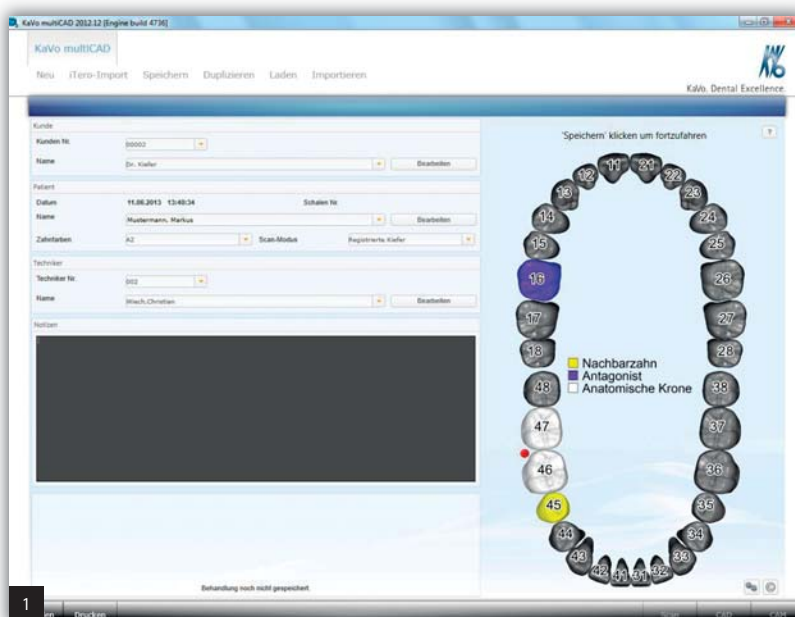 KaVo multiCAD 2012.12 [Engine build 4736]
KaVo multiCAD
Neu iTero-Import Speichern Duplizieren Laden Importieren
KaVo. Dental Excellence.
Kunde
Kunden Nr. 00002
Name Dr. Kiefer Bearbeiten
Patient
Datum 11.06.2013 13:40:34 Schalen Nr.
Name Mustermann, Markus Bearbeiten
Zahnfarben A2 Scan-Modus Registrierte Kiefer
Techniker
Techniker Nr. 002
Name Wiech,Christian Bearbeiten
Notizen
Behandlung noch nicht gespeichert
Drucken
Scan CAD CAM
'Speichern' klicken um fortzufahren
?
11 21
12 22
13 23
14 24
15 25
16 26
17 27
18 28
Nachbarzahn
Antagonist
Anatomische Krone
48 38
47 37
46 36
45 35
44 34
43 33
42 41 31 32
1